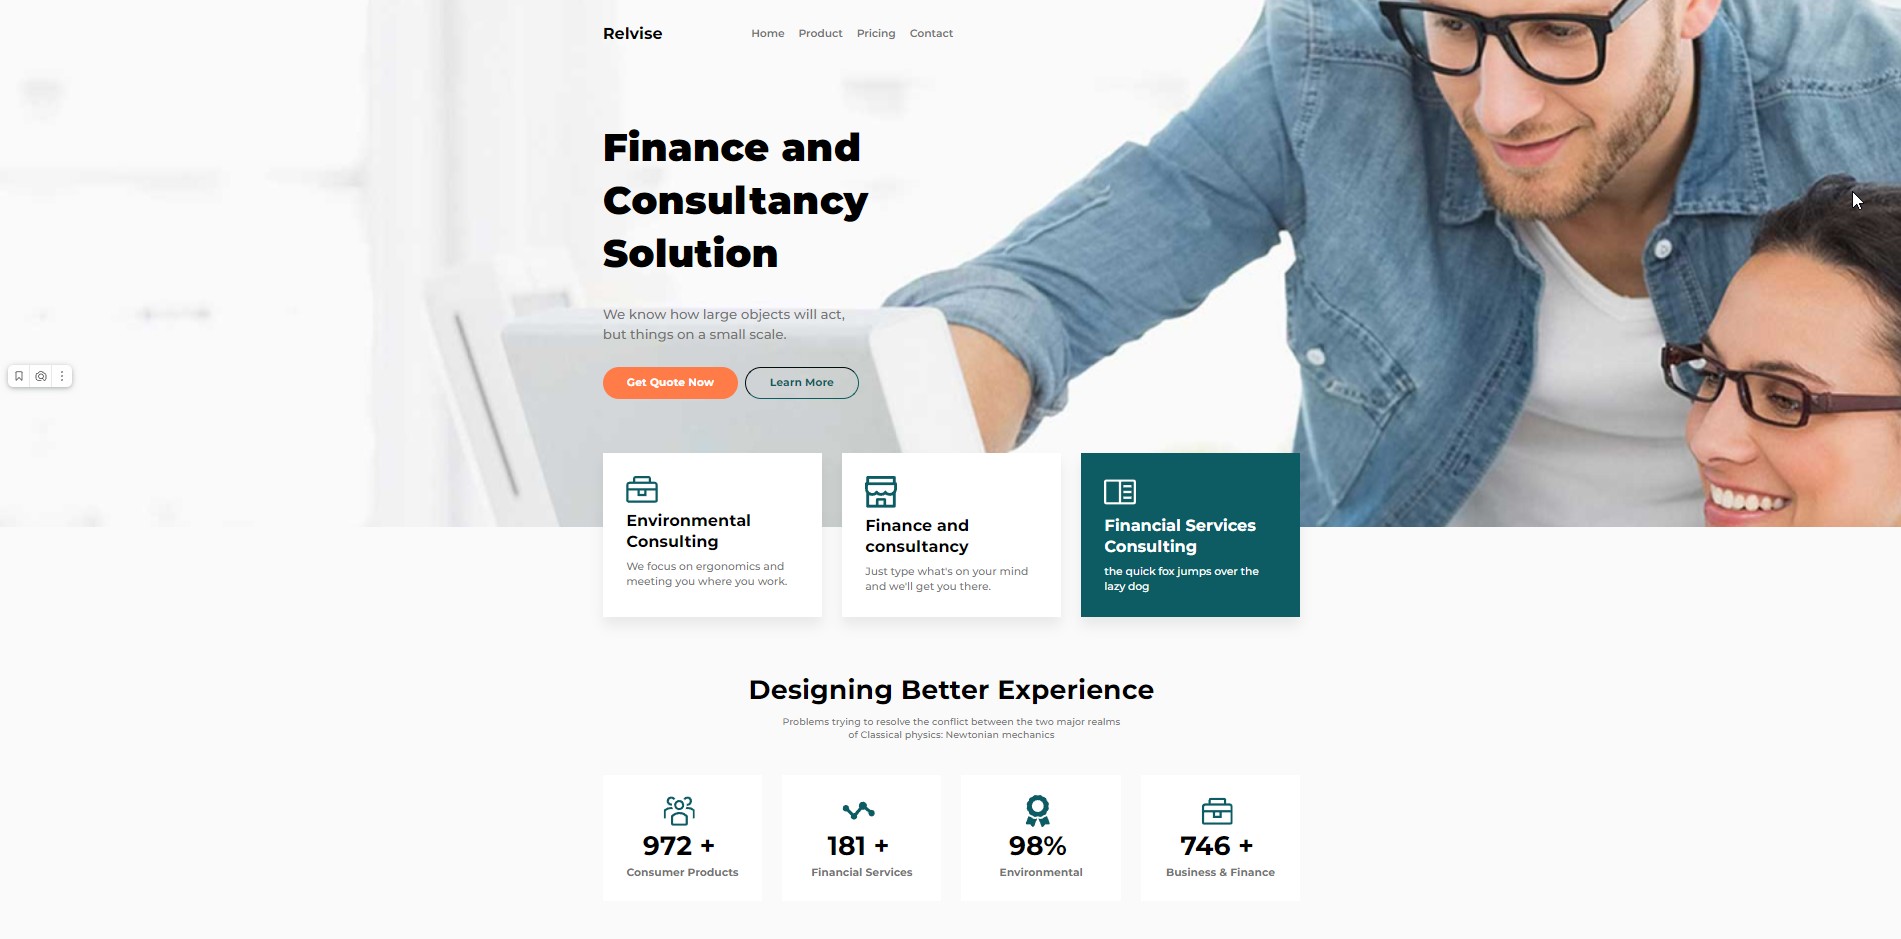 Relvise
Home Product Pricing Contact
Finance and
Consultancy
Solution
We know how large objects will act,
but things on a small scale.
Get Quote Now Learn More
Environmental
Consulting
We focus on ergonomics and
meeting you where you work.
Finance and
consultancy
Just type what's on your mind
and we'll get you there.
Financial Services
Consulting
the quick fox jumps over the
lazy dog
Designing Better Experience
Problems trying to resolve the conflict between the two major realms
of Classical physics: Newtonian mechanics
972 +
Consumer Products
181 +
Financial Services
98%
Environmental
746 +
Business & Finance